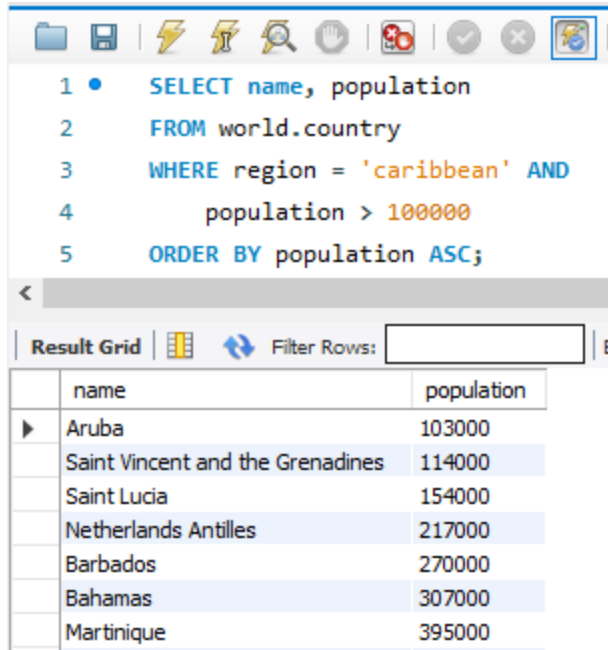 1 SELECT name, population
2 FROM world.country
3 WHERE region = 'caribbean' AND
4 population > 100000
5 ORDER BY population ASC;
Result Grid Filter Rows:
name population
Aruba 103000
Saint Vincent and the Grenadines 114000
Saint Lucia 154000
Netherlands Antilles 217000
Barbados 270000
Bahamas 307000
Martinique 395000